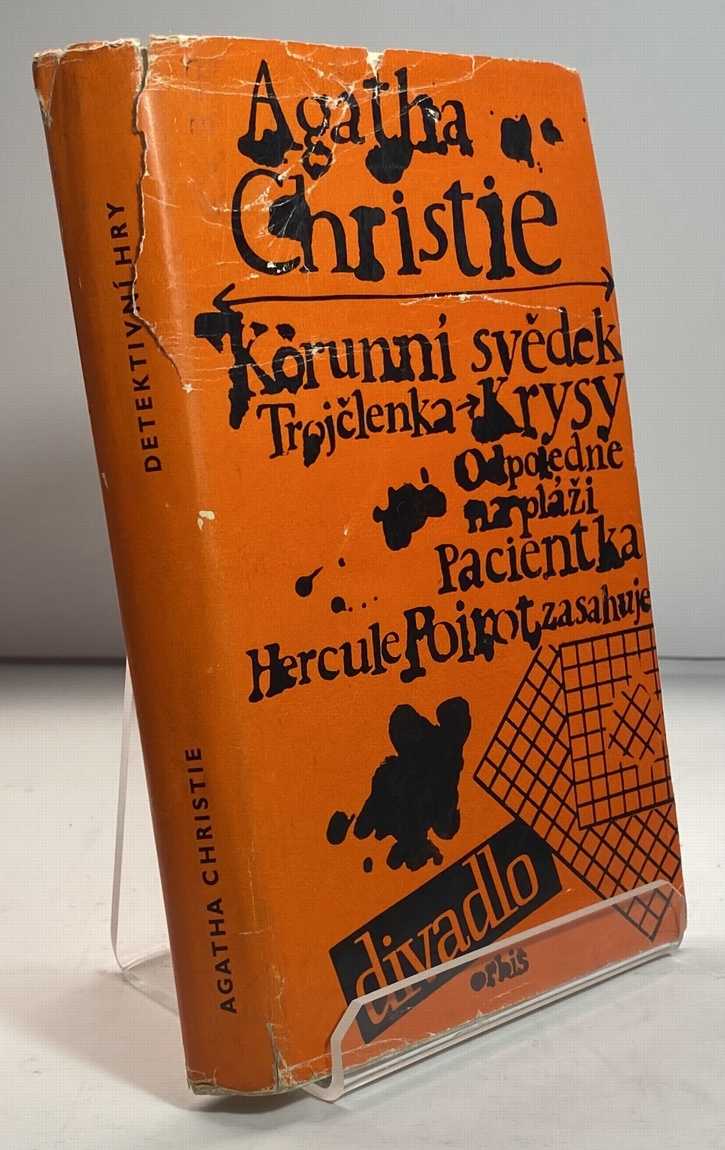 DETEKTIVNÍ HRY
AGATHA CHRISTIE
Agatha
Christie
Korunní svědek
Trojčlenka → Krysy
Odpoledne
na pláži
Pacientka
Hercule Poirot zasahuje
divadlo
orbis